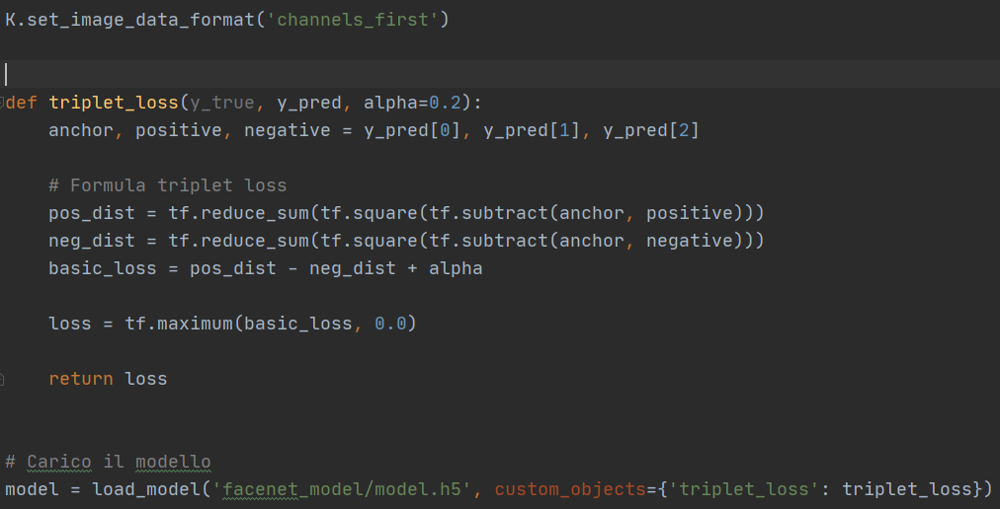 K.set_image_data_format('channels_first')
def triplet_loss(y_true, y_pred, alpha=0.2):
    anchor, positive, negative = y_pred[0], y_pred[1], y_pred[2]
    # Formula triplet loss
    pos_dist = tf.reduce_sum(tf.square(tf.subtract(anchor, positive)))
    neg_dist = tf.reduce_sum(tf.square(tf.subtract(anchor, negative)))
    basic_loss = pos_dist - neg_dist + alpha
    loss = tf.maximum(basic_loss, 0.0)
    return loss
# Carico il modello
model = load_model('facenet_model/model.h5', custom_objects={'triplet_loss': triplet_loss})